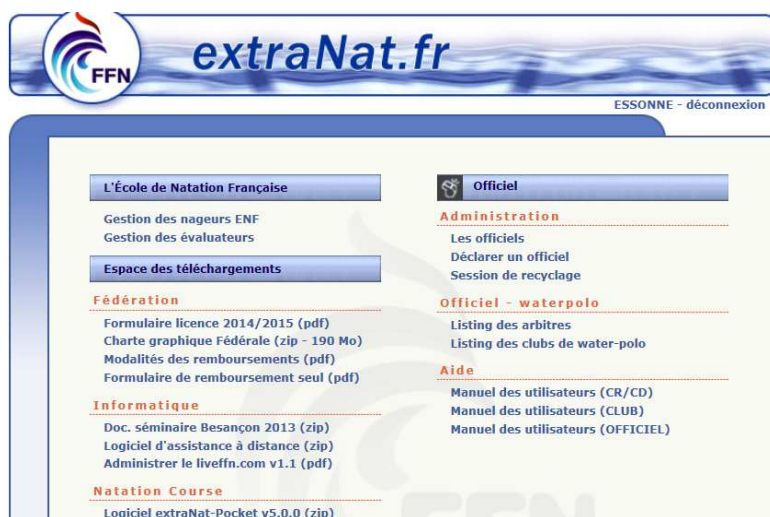 FFN
extraNat.fr
ESSONNE - déconnexion
L'École de Natation Française
Gestion des nageurs ENF
Gestion des évaluateurs
Espace des téléchargements
Fédération
Formulaire licence 2014/2015 (pdf)
Charte graphique Fédérale (zip - 190 Mo)
Modalités des remboursements (pdf)
Formulaire de remboursement seul (pdf)
Informatique
Doc. séminaire Besançon 2013 (zip)
Logiciel d'assistance à distance (zip)
Administrer le liveffn.com v1.1 (pdf)
Natation Course
Logiciel extraNat-Pocket v5.0.0 (zip)
Officiel
Administration
Les officiels
Déclarer un officiel
Session de recyclage
Officiel - waterpolo
Listing des arbitres
Listing des clubs de water-polo
Aide
Manuel des utilisateurs (CR/CD)
Manuel des utilisateurs (CLUB)
Manuel des utilisateurs (OFFICIEL)
FFN